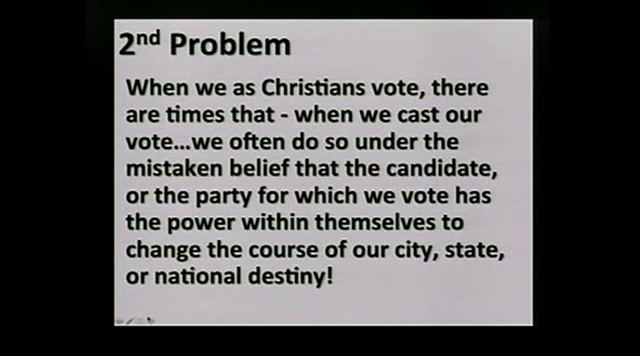 2nd Problem
When we as Christians vote, there
are times that - when we cast our
vote...we often do so under the
mistaken belief that the candidate,
or the party for which we vote has
the power within themselves to
change the course of our city, state,
or national destiny!